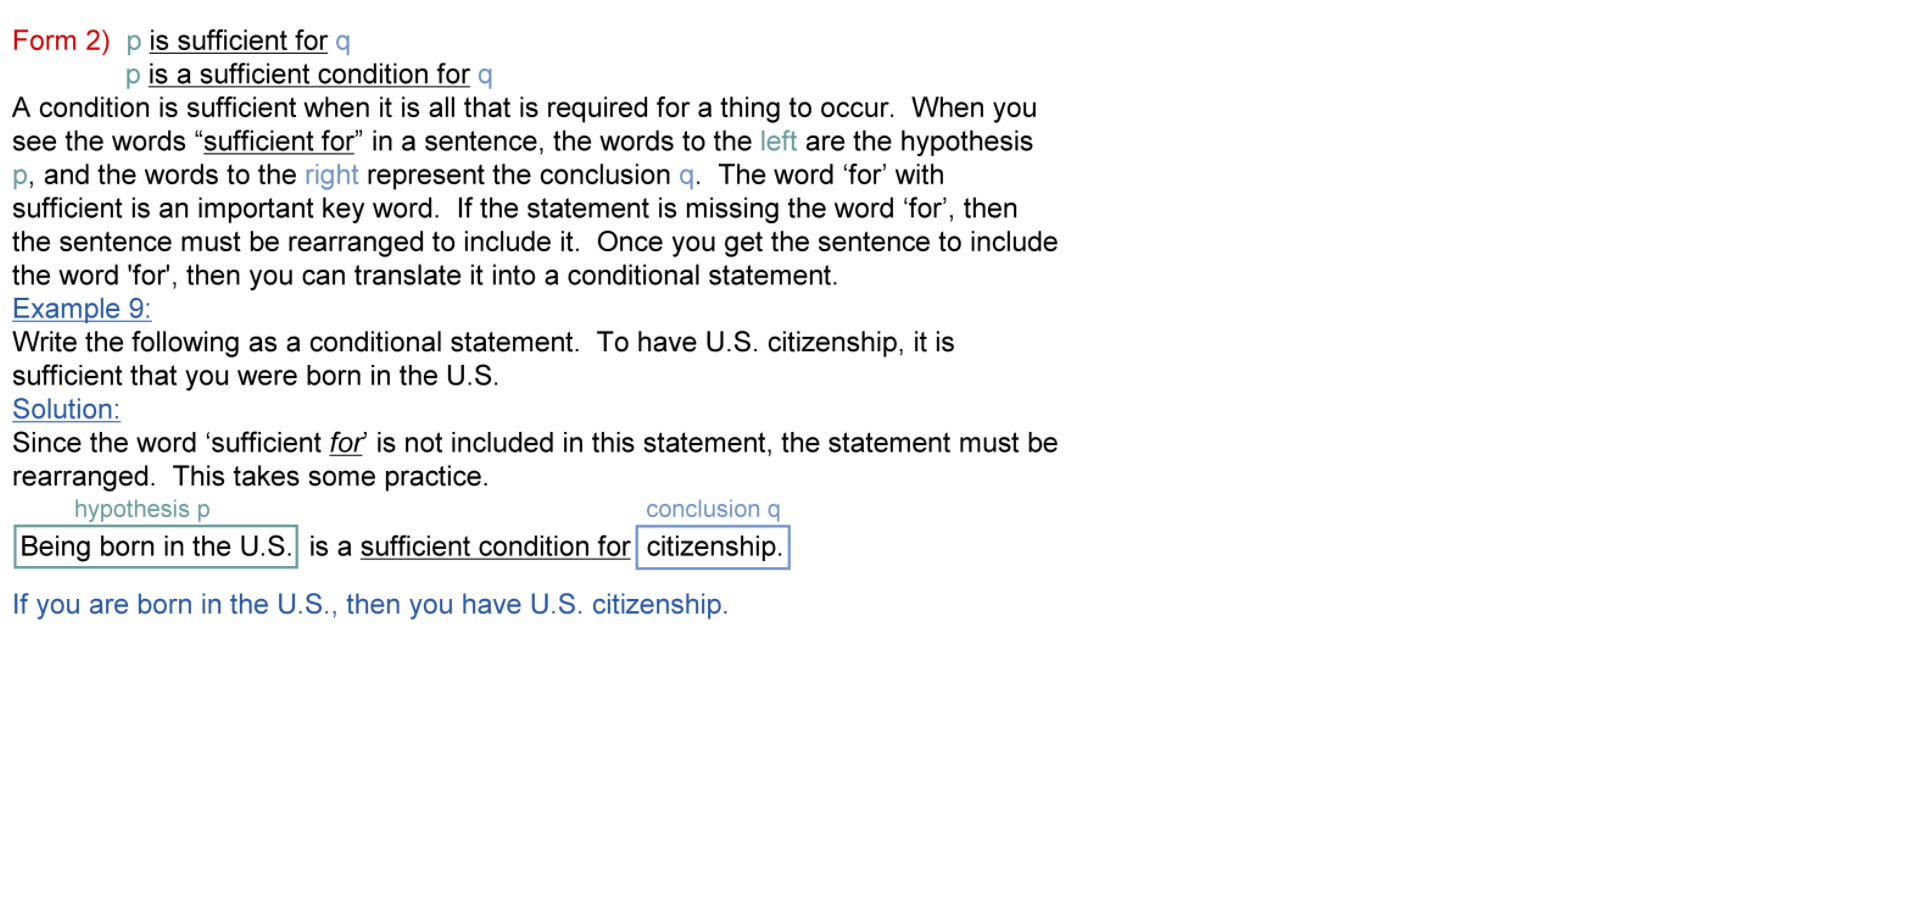 Form 2) p is sufficient for q
p is a sufficient condition for q
A condition is sufficient when it is all that is required for a thing to occur. When you
see the words “sufficient for” in a sentence, the words to the left are the hypothesis
p, and the words to the right represent the conclusion q. The word ‘for’ with
sufficient is an important key word. If the statement is missing the word ‘for’, then
the sentence must be rearranged to include it. Once you get the sentence to include
the word 'for', then you can translate it into a conditional statement.
Example 9:
Write the following as a conditional statement. To have U.S. citizenship, it is
sufficient that you were born in the U.S.
Solution:
Since the word ‘sufficient for’ is not included in this statement, the statement must be
rearranged. This takes some practice.
hypothesis p conclusion q
Being born in the U.S. is a sufficient condition for citizenship.
If you are born in the U.S., then you have U.S. citizenship.